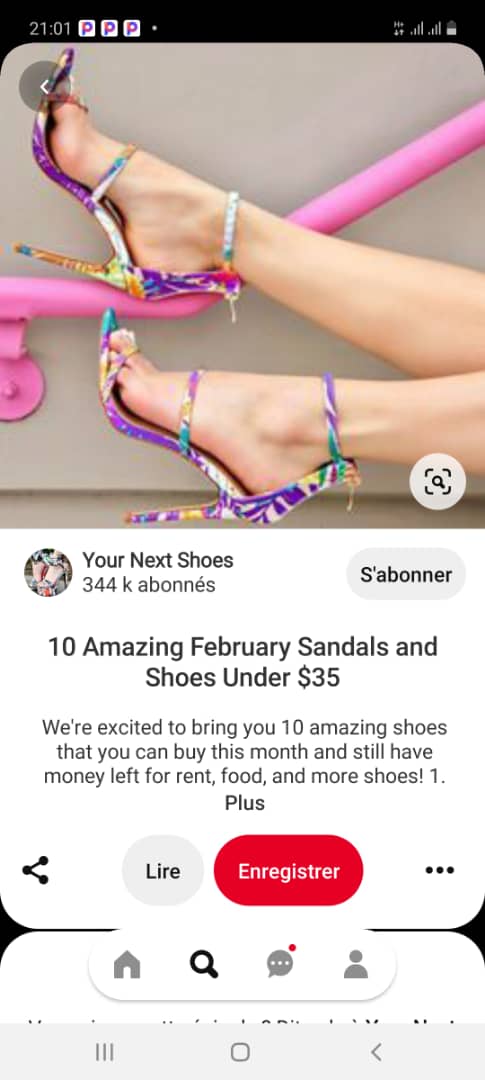 21:01
Your Next Shoes
344 k abonnés
S'abonner
10 Amazing February Sandals and
Shoes Under $35
We're excited to bring you 10 amazing shoes
that you can buy this month and still have
money left for rent, food, and more shoes! 1.
Plus
Lire
Enregistrer